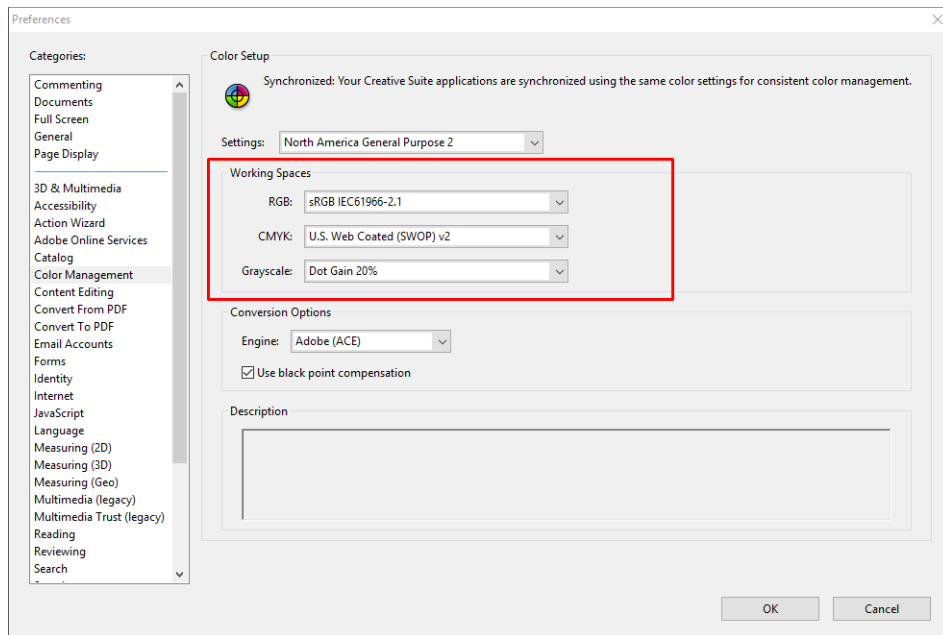 Preferences
Categories:
Commenting
Documents
Full Screen
General
Page Display
3D & Multimedia
Accessibility
Action Wizard
Adobe Online Services
Catalog
Color Management
Content Editing
Convert From PDF
Convert To PDF
Email Accounts
Forms
Identity
Internet
JavaScript
Language
Measuring (2D)
Measuring (3D)
Measuring (Geo)
Multimedia (legacy)
Multimedia Trust (legacy)
Reading
Reviewing
Search
Color Setup
Synchronized: Your Creative Suite applications are synchronized using the same color settings for consistent color management.
Settings: North America General Purpose 2
Working Spaces
RGB: sRGB IEC61966-2.1
CMYK: U.S. Web Coated (SWOP) v2
Grayscale: Dot Gain 20%
Conversion Options
Engine: Adobe (ACE)
Use black point compensation
Description
OK Cancel